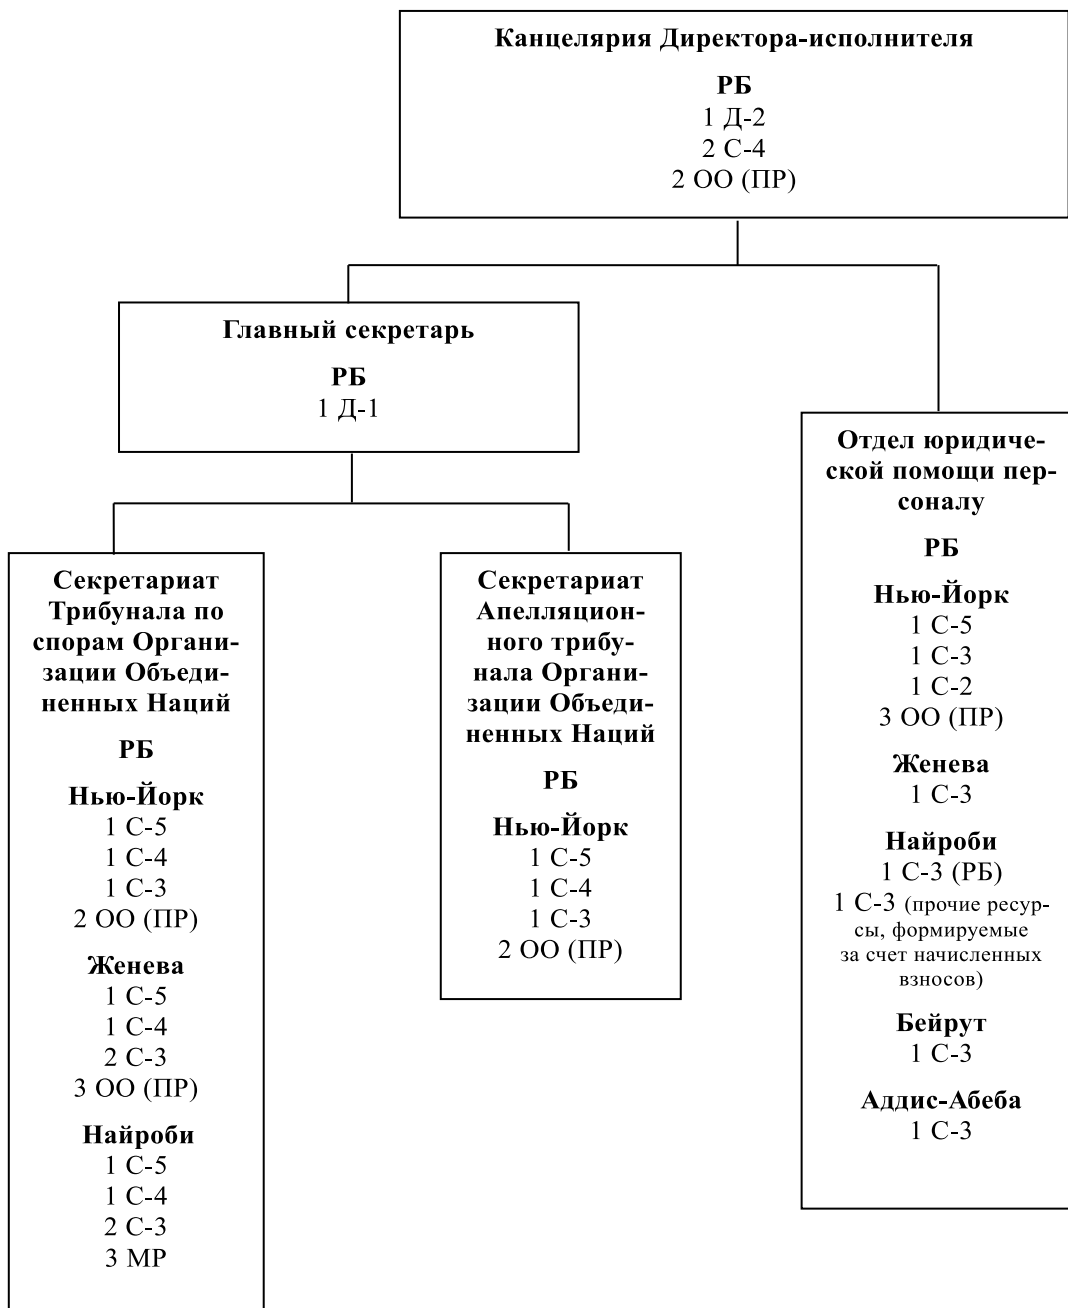 Канцелярия Директора-исполнителя
РБ
1 Д-2
2 С-4
2 ОО (ПР)
Главный секретарь
РБ
1 Д-1
Секретариат
Трибунала по
спорам Органи-
зации Объеди-
ненных Наций
РБ
Нью-Йорк
1 С-5
1 С-4
1 С-3
2 ОО (ПР)
Женева
1 С-5
1 С-4
2 С-3
3 ОО (ПР)
Найроби
1 С-5
1 С-4
2 С-3
3 МР
Секретариат
Апелляцион-
ного трибу-
нала Органи-
зации Объеди-
ненных Наций
РБ
Нью-Йорк
1 С-5
1 С-4
1 С-3
2 ОО (ПР)
Отдел юридиче-
ской помощи пер-
соналу
РБ
Нью-Йорк
1 С-5
1 С-3
1 С-2
3 ОО (ПР)
Женева
1 С-3
Найроби
1 С-3 (РБ)
1 С-3 (прочие ресур-
сы, формируемые
за счет начисленных
взносов)
Бейрут
1 С-3
Аддис-Абеба
1 С-3